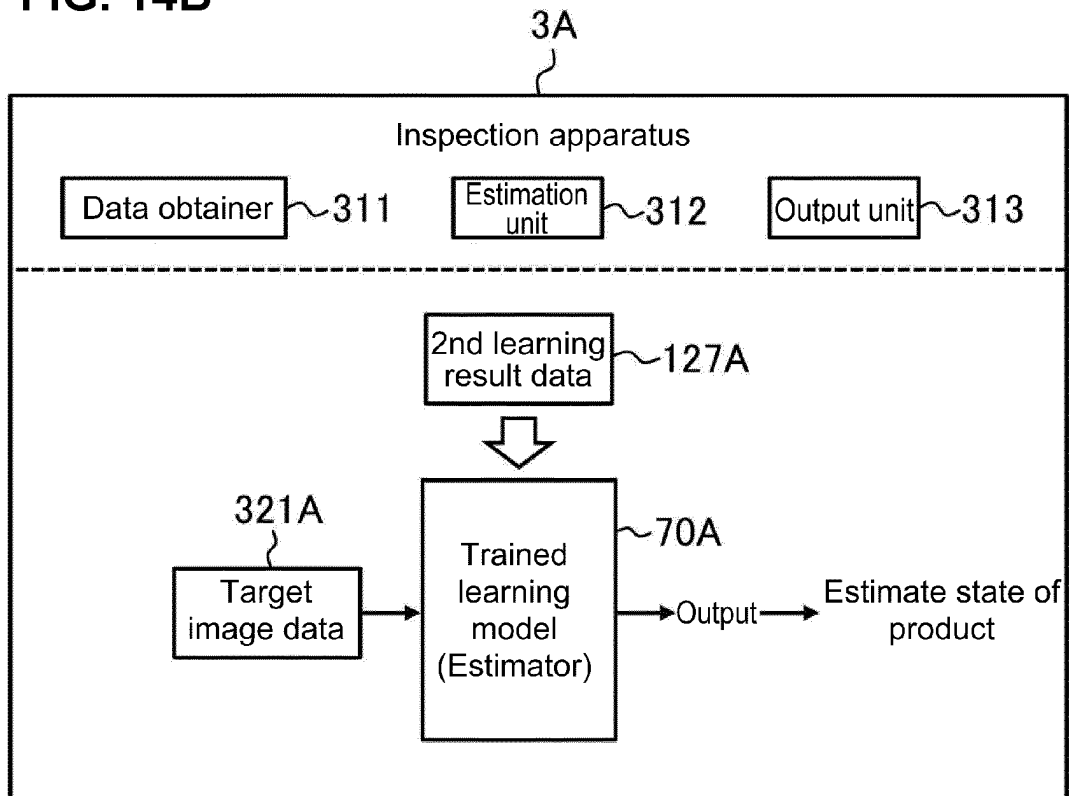 FIG. 14B
3A
Inspection apparatus
Data obtainer 311
Estimation
unit 312
Output unit 313
2nd learning
result data 127A
321A
Target
image data
70A
Trained
learning
model
(Estimator)
Output
Estimate state of
product